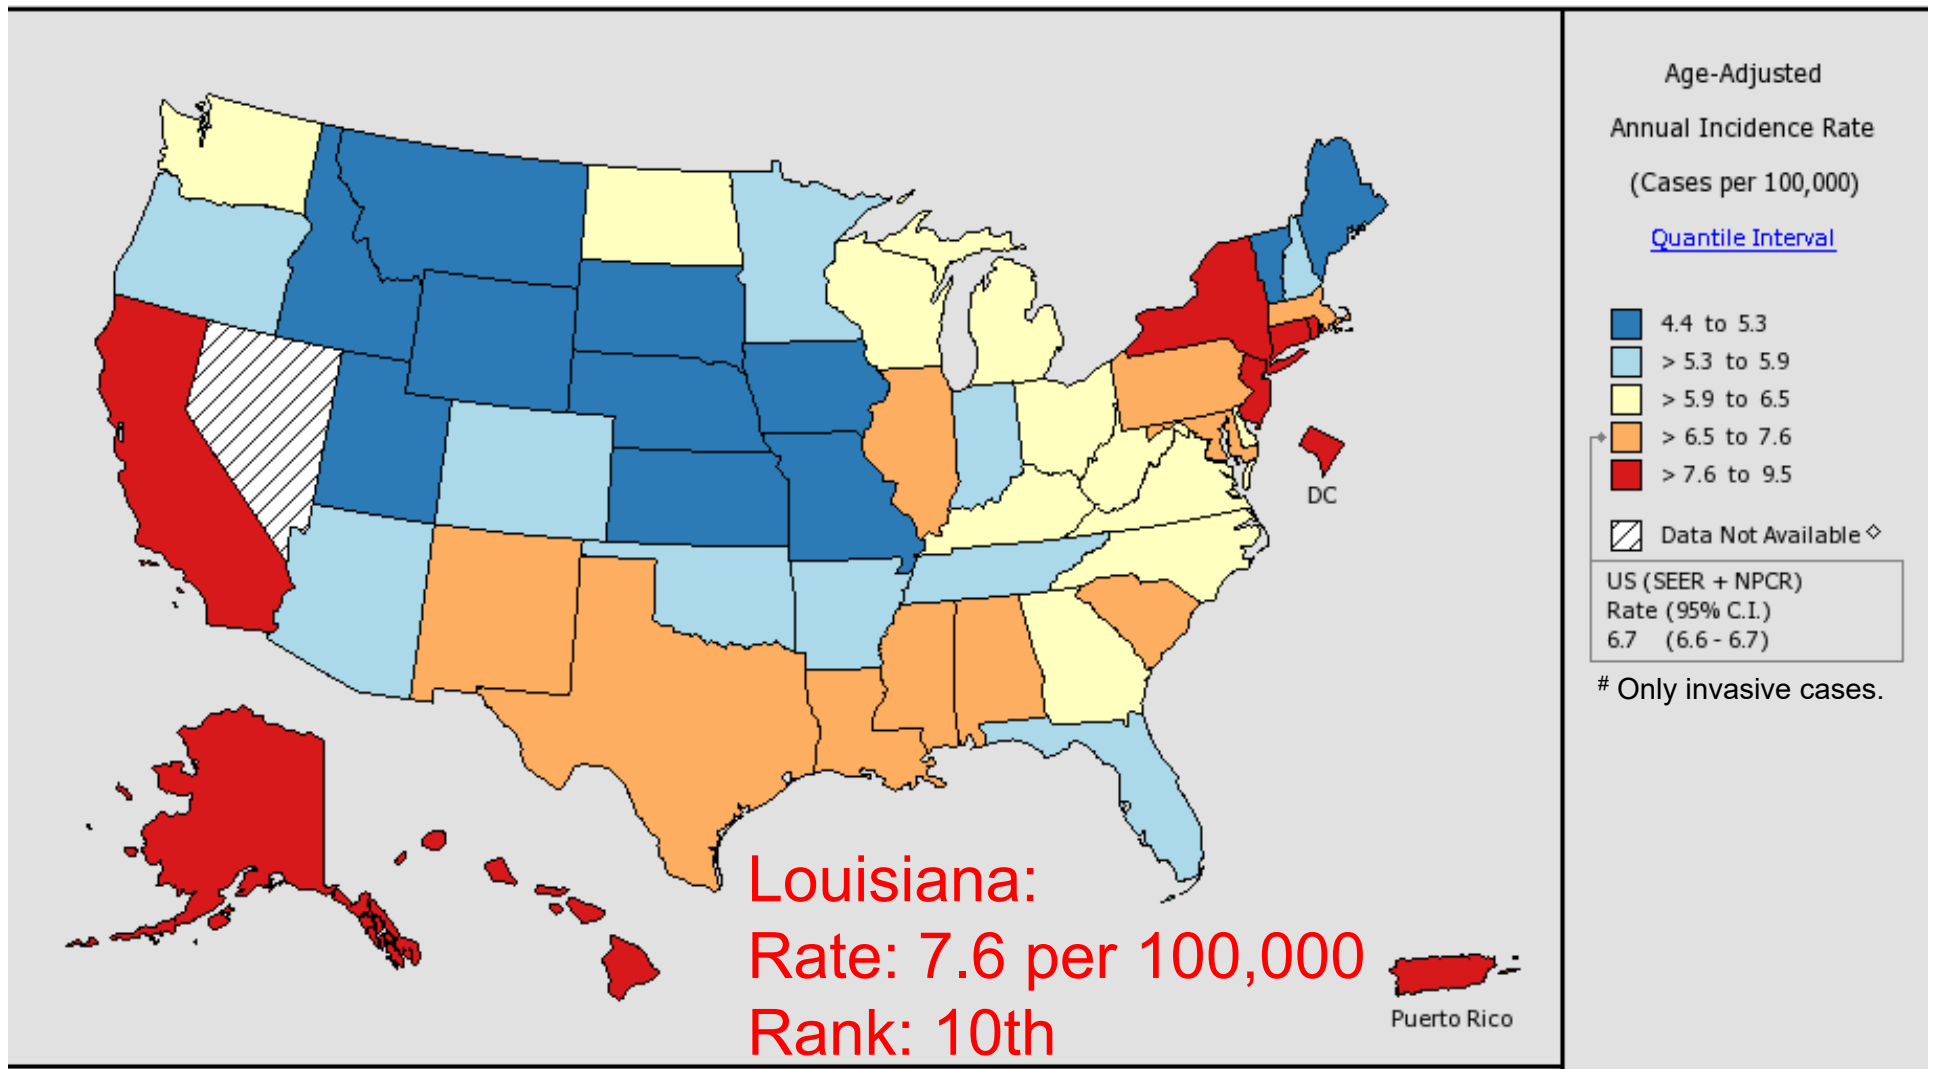 Age-Adjusted
Annual Incidence Rate
(Cases per 100,000)
Quantile Interval
4.4 to 5.3
> 5.3 to 5.9
> 5.9 to 6.5
> 6.5 to 7.6
> 7.6 to 9.5
Data Not Available ◇
US (SEER + NPCR)
Rate (95% C.I.)
6.7 (6.6 - 6.7)
# Only invasive cases.
DC
Louisiana:
Rate: 7.6 per 100,000
Rank: 10th
Puerto Rico